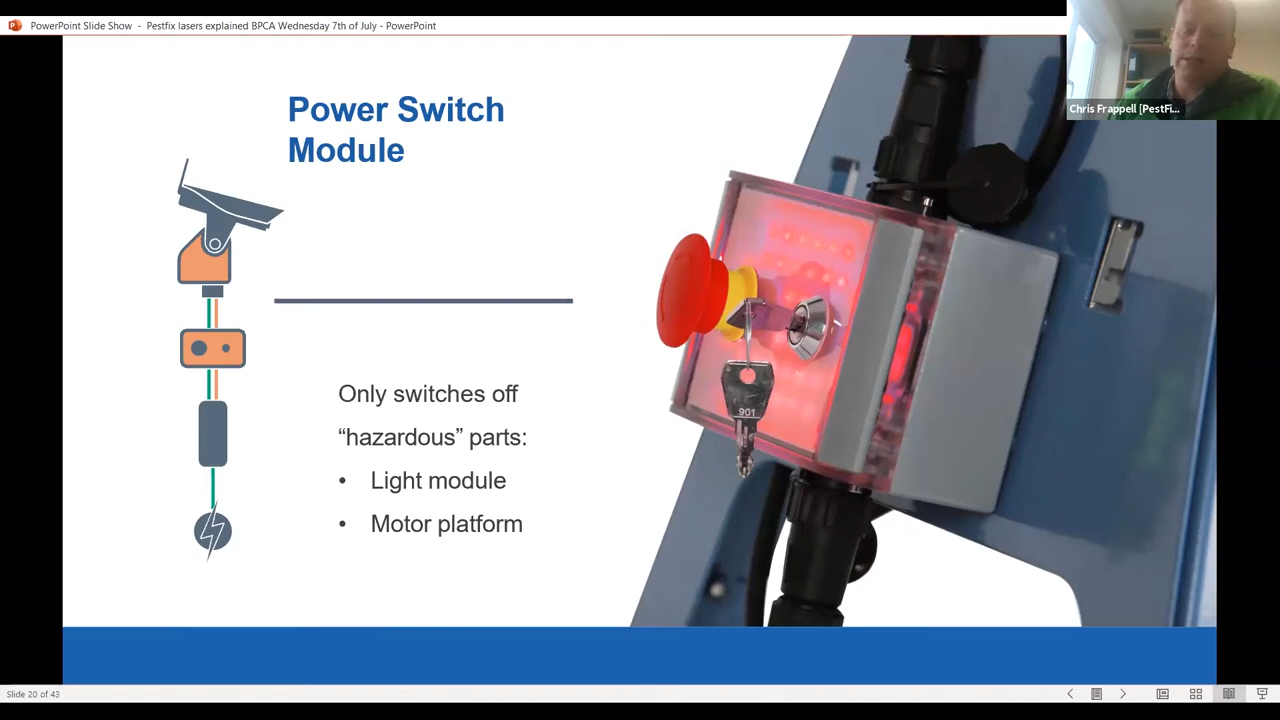 PowerPoint Slide Show - Pestfix lasers explained BPCA Wednesday 7th of July - PowerPoint
Chris Frappell [PestFi...
Power Switch
Module
Only switches off
“hazardous” parts:
• Light module
• Motor platform
901
Slide 20 of 43